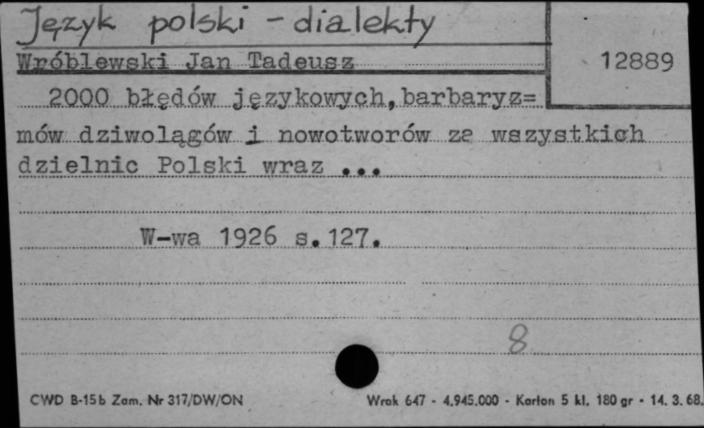 Język polski - dialekty
Wróblewski Jan Tadeusz
12889
2000 błędów językowych, barbaryz=
mów dziwolągów i nowotworów ze wszystkich
dzielnic Polski wraz ...
W-wa 1926 s. 127.
8
CWD B-15b Zam. Nr 317/DW/ON
Wrak 647 - 4.945.000 - Karton 5 kl. 180 gr - 14. 3. 68.